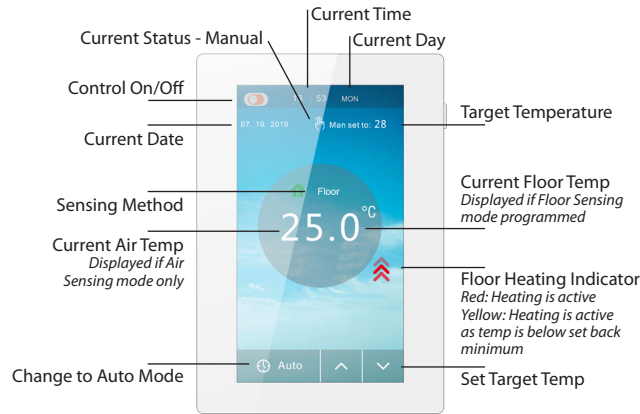 Current Time
Current Status - Manual
Current Day
Control On/Off
: 53 MON
Target Temperature
07. 10. 2019 Man set to: 28
Current Date
Floor
Current Floor Temp
Displayed if Floor Sensing
mode programmed
Sensing Method
25.0°C
Current Air Temp
Displayed if Air
Sensing mode only
Floor Heating Indicator
Red: Heating is active
Yellow: Heating is active
as temp is below set back
minimum
Auto
Change to Auto Mode
Set Target Temp